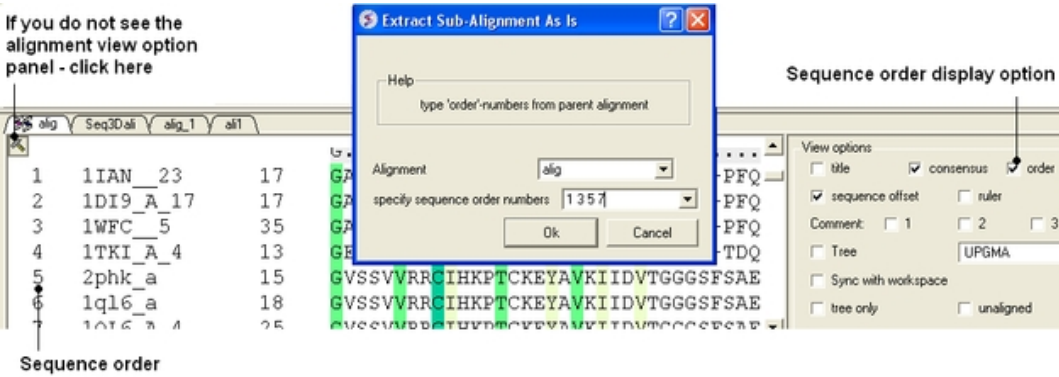 If you do not see the
alignment view option
panel - click here
Extract Sub-Alignment As Is
Help
type 'order'-numbers from parent alignment
Alignment
alig
specify sequence order numbers
1 3 5 7
Ok
Cancel
Sequence order display option
alig
Seq3Dali
alig_1
ali1
1 1IAN__23 17 GA -PFQ
2 1DI9_A_17 17 GA -PFQ
3 1WFC__5 35 GA -PFQ
4 1TKI_A_4 13 GE -TDQ
5 2phk_a 15 GVSSVVRRCIHKPTCKEYAVKIIDVTGGGSFSAE
6 1ql6_a 18 GVSSVVRRCIHKPTCKEYAVKIIDVTGGGSFSAE
View options
title
consensus
order
sequence offset
ruler
Comment:
1
2
3
Tree
UPGMA
Sync with workspace
tree only
unaligned
Sequence order